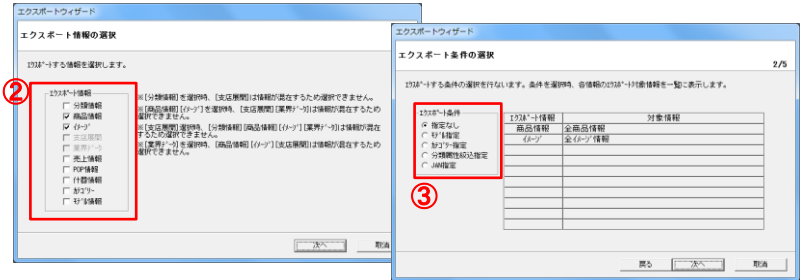 エクスポートウィザード
エクスポート情報の選択
ｴｸｽﾎﾟｰﾄする情報を選択します。
②
ｴｸｽﾎﾟｰﾄ情報
分類情報
商品情報
ｲﾒｰｼﾞ
支店展開
業界ﾃﾞｰﾀ
売上情報
POP情報
什器情報
ｶﾃｺﾞﾘｰ
ﾓﾃﾞﾙ情報
※[分類情報]を選択時、[支店展開]は情報が混在するため選択できません。
※[商品情報][ｲﾒｰｼﾞ]を選択時、[支店展開][業界ﾃﾞｰﾀ]は情報が混在するため
選択できません。
※[支店展開]選択時、[分類情報][商品情報][ｲﾒｰｼﾞ][業界ﾃﾞｰﾀ]は情報が混在
するため選択できません。
※[業界ﾃﾞｰﾀ]を選択時、[商品情報][ｲﾒｰｼﾞ][支店展開]は情報が混在するため
選択できません。
次へ
取消
エクスポートウィザード
エクスポート条件の選択
2/5
ｴｸｽﾎﾟｰﾄする条件の選択を行ないます。条件を選択時、各情報のｴｸｽﾎﾟｰﾄ対象情報を一覧に表示します。
ｴｸｽﾎﾟｰﾄ条件
指定なし
ﾓﾃﾞﾙ指定
ｶﾃｺﾞﾘｰ指定
分類属性絞込指定
JAN指定
③
ｴｸｽﾎﾟｰﾄ情報 対象情報
商品情報 全商品情報
ｲﾒｰｼﾞ 全ｲﾒｰｼﾞ情報
戻る
次へ
取消